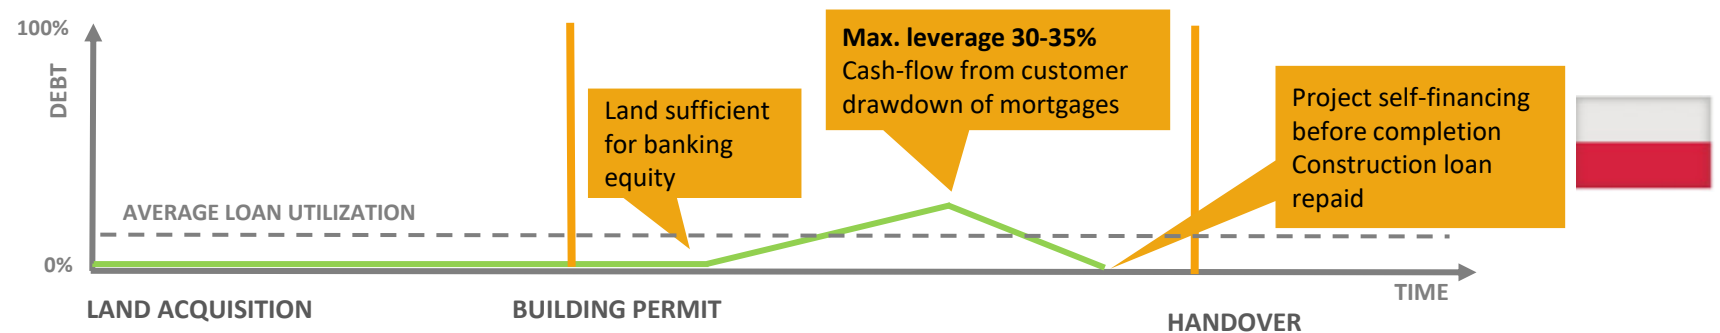 100%
DEBT
0%
AVERAGE LOAN UTILIZATION
Land sufficient
for banking
equity
Max. leverage 30-35%
Cash-flow from customer
drawdown of mortgages
Project self-financing
before completion
Construction loan
repaid
TIME
LAND ACQUISITION
BUILDING PERMIT
HANDOVER